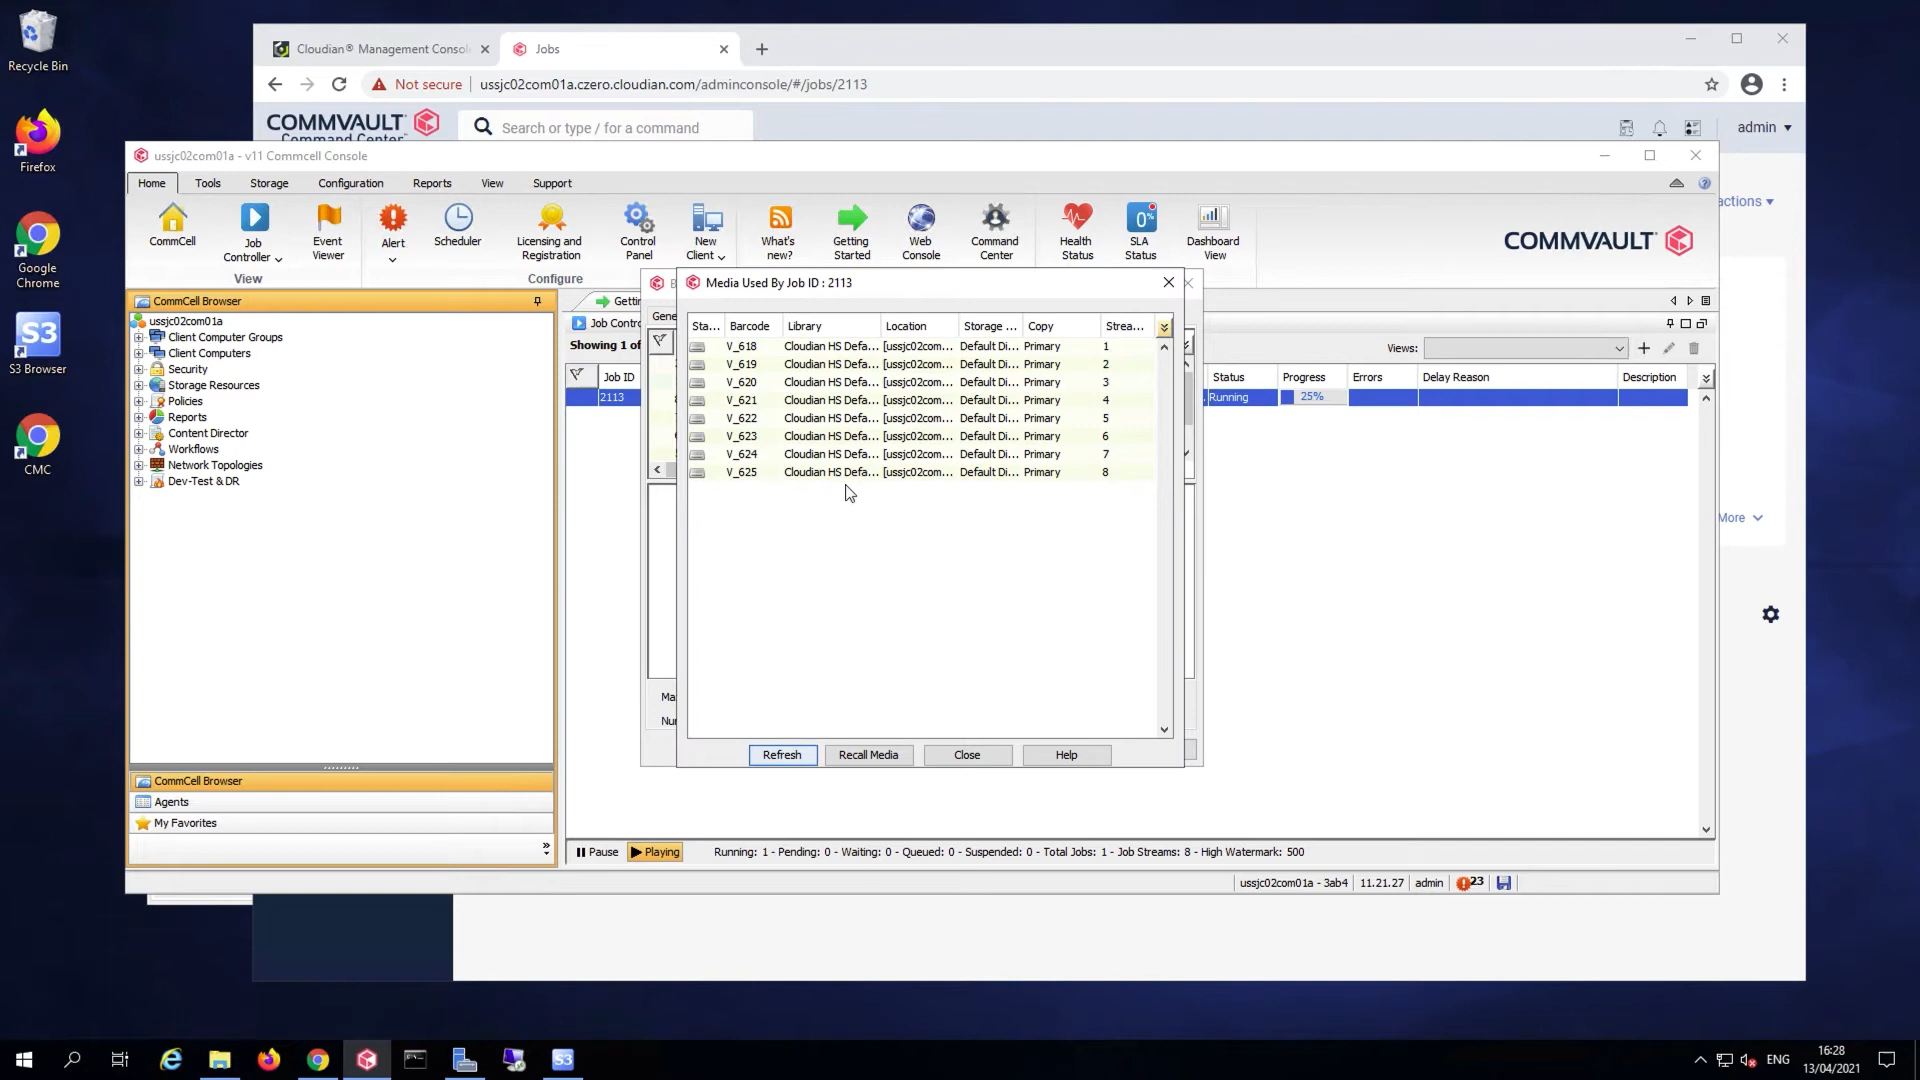 Recycle Bin
Firefox
Google
Chrome
S3
S3 Browser
CMC
Cloudian® Management Conso
Jobs
Not secure
ussjc02com01a.czero.cloudian.com/adminconsole/#/jobs/2113
COMMVAULT
Command Center™
Search or type / for a command
admin
ussjc02com01a - v11 Commcell Console
Home Tools Storage Configuration Reports View Support
CommCell
Job
Controller
Event
Viewer
Alert
Scheduler
Licensing and
Registration
Control
Panel
New
Client
What's
new?
Getting
Started
Web
Console
Command
Center
Health
Status
0%
SLA
Status
Dashboard
View
View
Configure
COMMVAULT
actions
CommCell Browser
ussjc02com01a
Client Computer Groups
Client Computers
Security
Storage Resources
Policies
Reports
Content Director
Workflows
Network Topologies
Dev-Test & DR
CommCell Browser
Agents
My Favorites
Gettin
Job Contro
Showing 1 of
Job ID
2113
Gene
Ma
Nu
Media Used By Job ID : 2113
Sta... Barcode Library Location Storage ... Copy Strea...
V_618 Cloudian HS Defa... [ussjc02com... Default Di... Primary 1
V_619 Cloudian HS Defa... [ussjc02com... Default Di... Primary 2
V_620 Cloudian HS Defa... [ussjc02com... Default Di... Primary 3
V_621 Cloudian HS Defa... [ussjc02com... Default Di... Primary 4
V_622 Cloudian HS Defa... [ussjc02com... Default Di... Primary 5
V_623 Cloudian HS Defa... [ussjc02com... Default Di... Primary 6
V_624 Cloudian HS Defa... [ussjc02com... Default Di... Primary 7
V_625 Cloudian HS Defa... [ussjc02com... Default Di... Primary 8
Refresh Recall Media Close Help
Views:
Status Progress Errors Delay Reason Description
Running 25%
More
Pause Playing Running: 1 - Pending: 0 - Waiting: 0 - Queued: 0 - Suspended: 0 - Total Jobs: 1 - Job Streams: 8 - High Watermark: 500
ussjc02com01a - 3ab4 11.21.27 admin 23
S3
ENG
16:28
13/04/2021